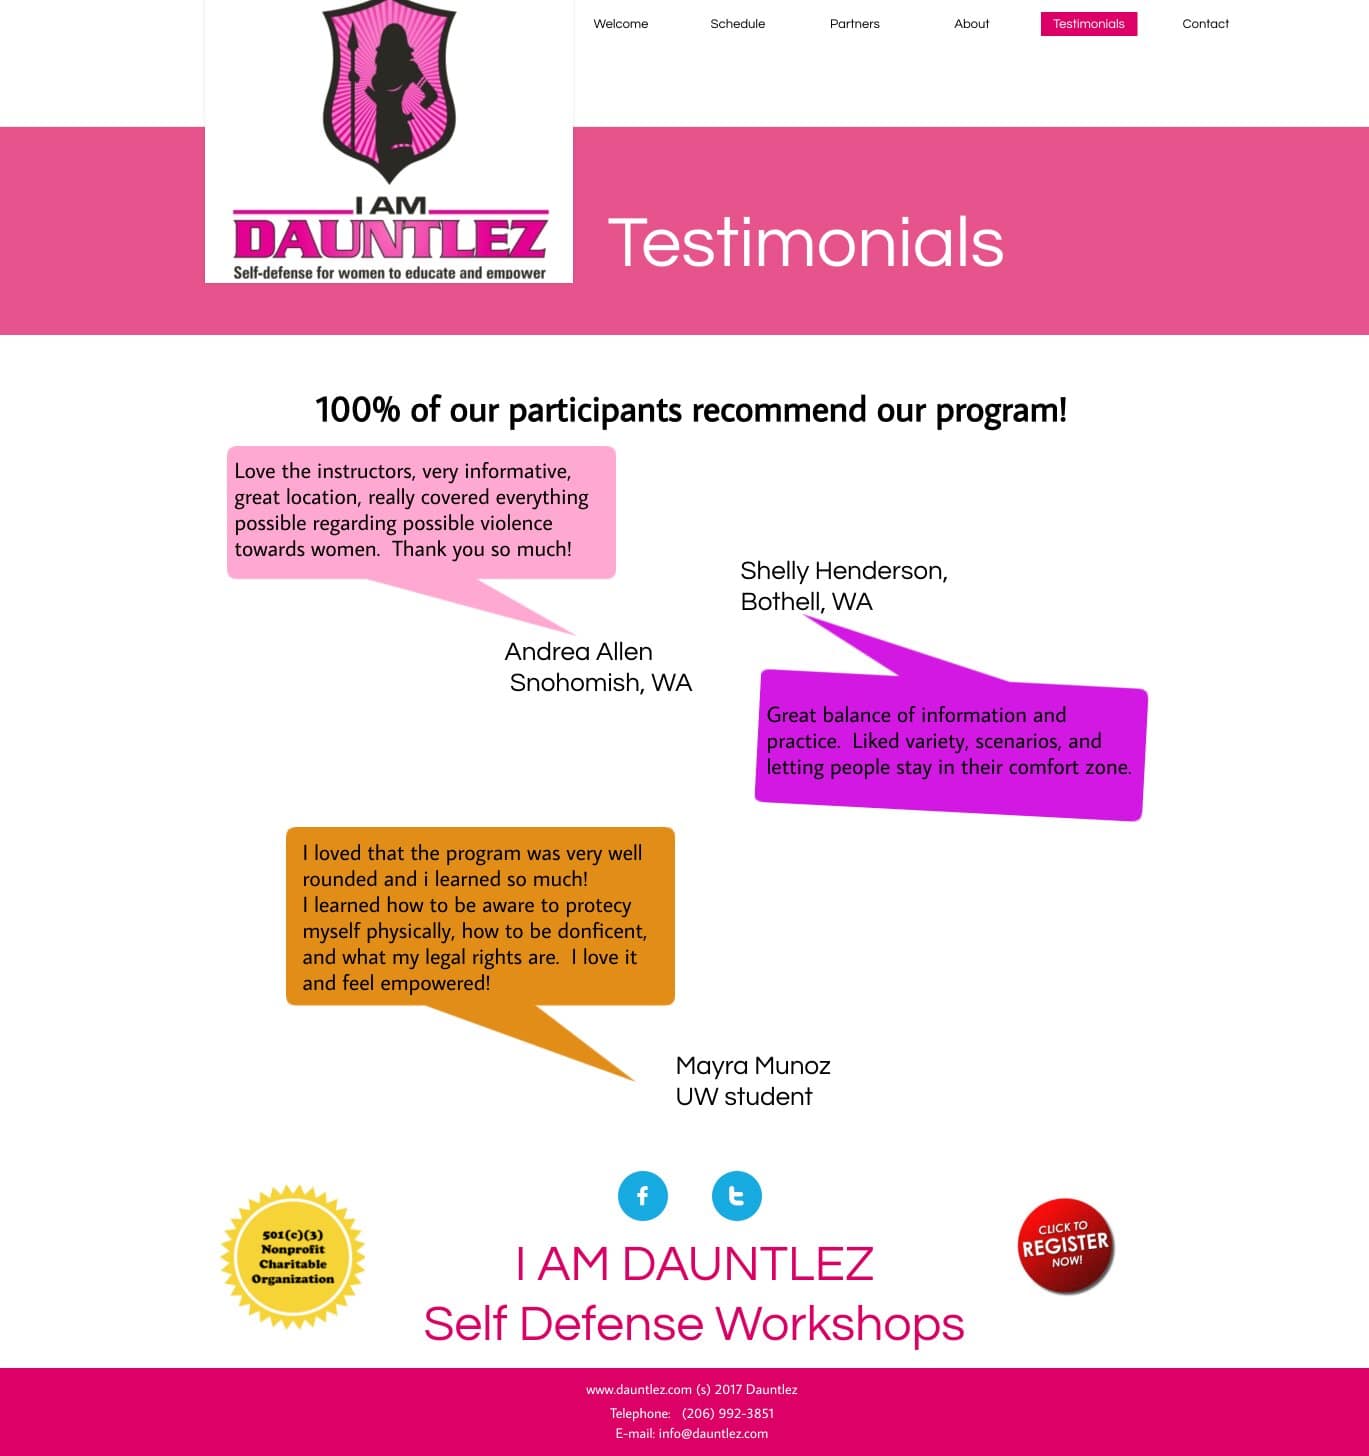 Welcome
Schedule
Partners
About
Testimonials
Contact
I AM
DAUNTLEZ
Self-defense for women to educate and empower
Testimonials
100% of our participants recommend our program!
Love the instructors, very informative,
great location, really covered everything
possible regarding possible violence
towards women.  Thank you so much!
Andrea Allen
Snohomish, WA
Shelly Henderson,
Bothell, WA
Great balance of information and
practice.  Liked variety, scenarios, and
letting people stay in their comfort zone.
I loved that the program was very well
rounded and i learned so much!
I learned how to be aware to protecy
myself physically, how to be donficent,
and what my legal rights are.  I love it
and feel empowered!
Mayra Munoz
UW student
501(c)(3)
Nonprofit
Charitable
Organization
CLICK TO
REGISTER
NOW!
I AM DAUNTLEZ
Self Defense Workshops
www.dauntlez.com (s) 2017 Dauntlez
Telephone:   (206) 992-3851
E-mail: info@dauntlez.com